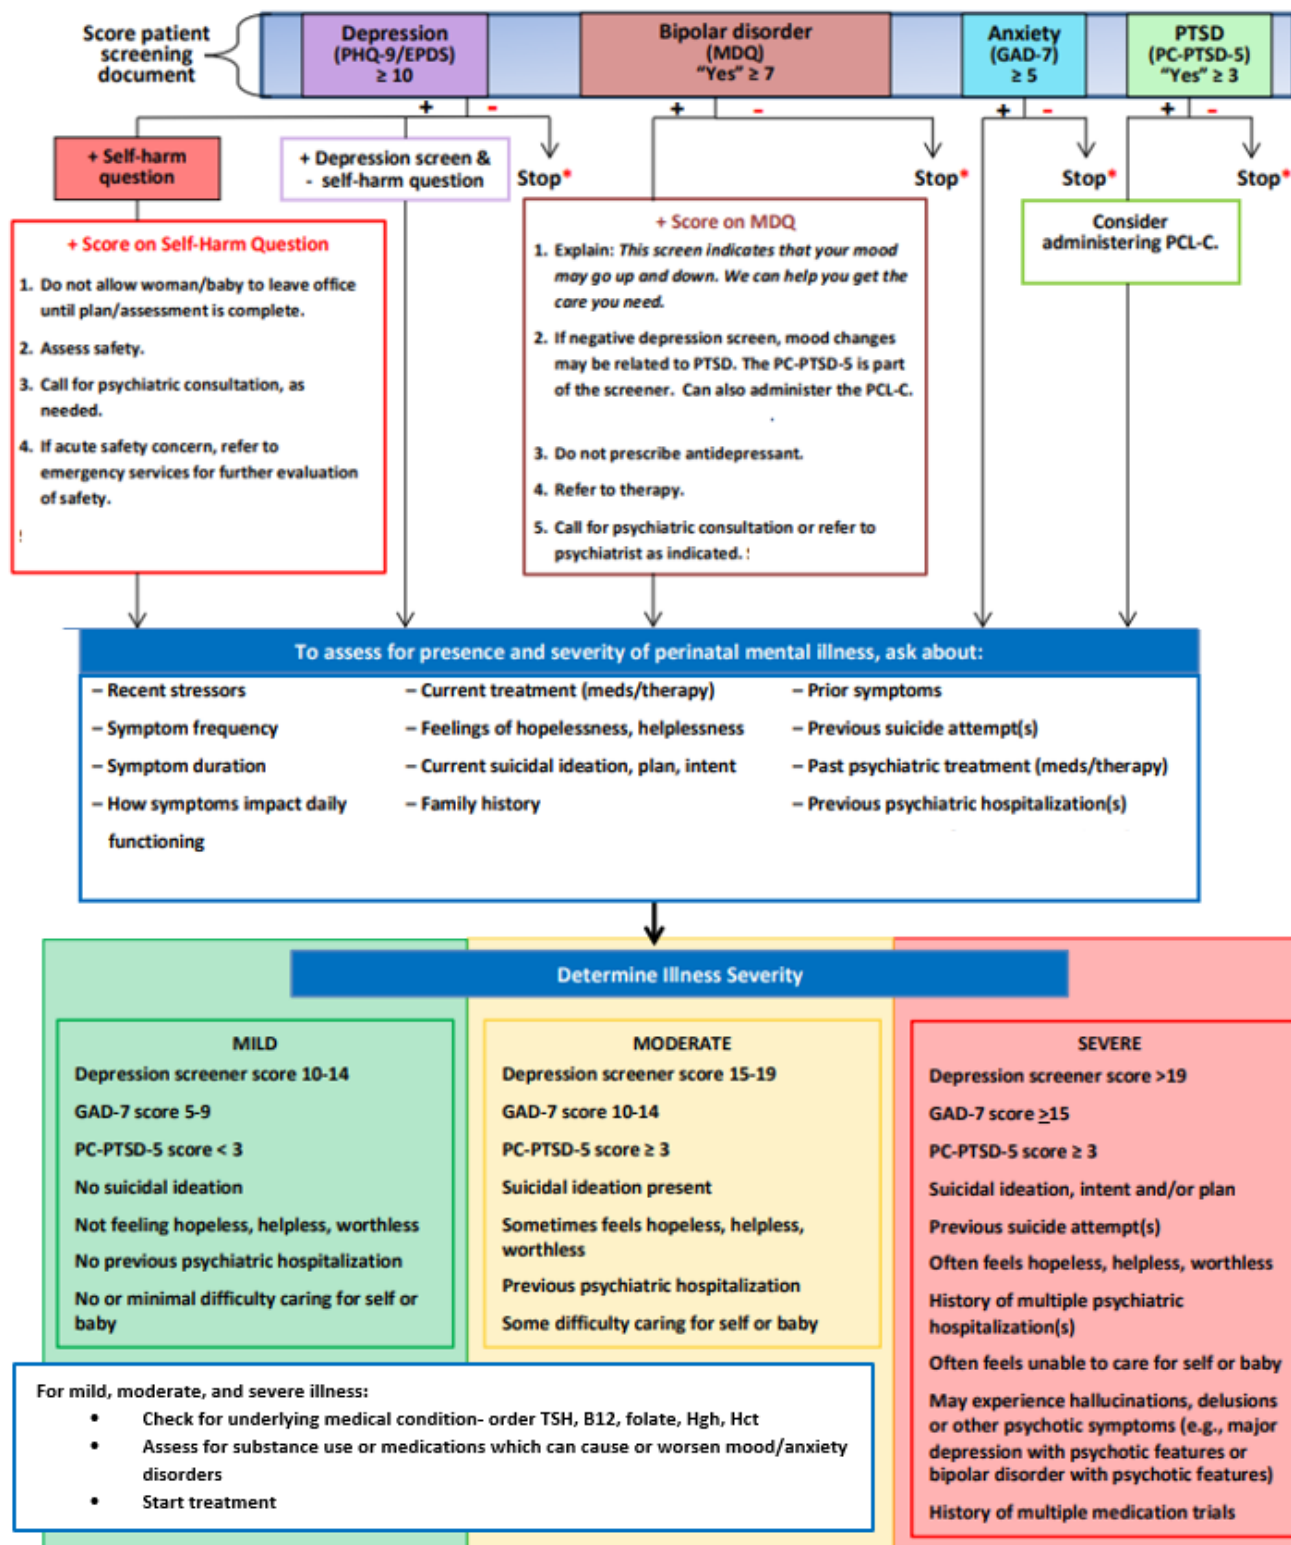 Score patient
screening
document
Depression
(PHQ-9/EPDS)
≥ 10
Bipolar disorder
(MDQ)
“Yes” ≥ 7
Anxiety
(GAD-7)
≥ 5
PTSD
(PC-PTSD-5)
“Yes” ≥ 3
+ -
+ -
+ -
+ -
+ Self-harm
question
+ Depression screen &
- self-harm question
Stop*
Stop*
Stop*
Stop*
+ Score on Self-Harm Question
1. Do not allow woman/baby to leave office
until plan/assessment is complete.
2. Assess safety.
3. Call for psychiatric consultation, as
needed.
4. If acute safety concern, refer to
emergency services for further evaluation
of safety.
!
+ Score on MDQ
1. Explain: This screen indicates that your mood
may go up and down. We can help you get the
care you need.
2. If negative depression screen, mood changes
may be related to PTSD. The PC-PTSD-5 is part
of the screener. Can also administer the PCL-C.
3. Do not prescribe antidepressant.
4. Refer to therapy.
5. Call for psychiatric consultation or refer to
psychiatrist as indicated. !
Consider
administering PCL-C.
To assess for presence and severity of perinatal mental illness, ask about:
– Recent stressors
– Symptom frequency
– Symptom duration
– How symptoms impact daily
functioning
– Current treatment (meds/therapy)
– Feelings of hopelessness, helplessness
– Current suicidal ideation, plan, intent
– Family history
– Prior symptoms
– Previous suicide attempt(s)
– Past psychiatric treatment (meds/therapy)
– Previous psychiatric hospitalization(s)
Determine Illness Severity
MILD
Depression screener score 10-14
GAD-7 score 5-9
PC-PTSD-5 score < 3
No suicidal ideation
Not feeling hopeless, helpless, worthless
No previous psychiatric hospitalization
No or minimal difficulty caring for self or
baby
MODERATE
Depression screener score 15-19
GAD-7 score 10-14
PC-PTSD-5 score ≥ 3
Suicidal ideation present
Sometimes feels hopeless, helpless,
worthless
Previous psychiatric hospitalization
Some difficulty caring for self or baby
SEVERE
Depression screener score >19
GAD-7 score ≥15
PC-PTSD-5 score ≥ 3
Suicidal ideation, intent and/or plan
Previous suicide attempt(s)
Often feels hopeless, helpless, worthless
History of multiple psychiatric
hospitalization(s)
Often feels unable to care for self or baby
May experience hallucinations, delusions
or other psychotic symptoms (e.g., major
depression with psychotic features or
bipolar disorder with psychotic features)
History of multiple medication trials
For mild, moderate, and severe illness:
• Check for underlying medical condition- order TSH, B12, folate, Hgh, Hct
• Assess for substance use or medications which can cause or worsen mood/anxiety
disorders
• Start treatment